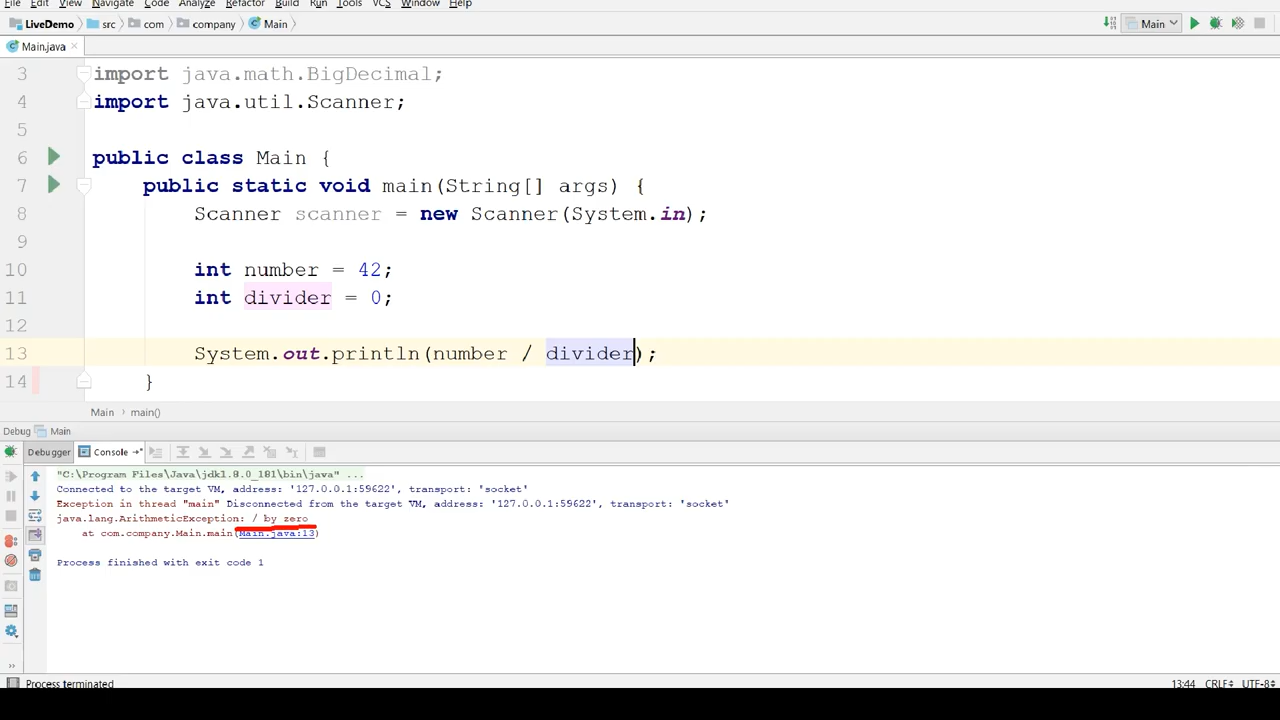 File Edit View Navigate Code Analyze Refactor Build Run Tools VCS Window Help
LiveDemo src com company Main Main
Main.java
3 import java.math.BigDecimal;
4 import java.util.Scanner;
5
6 public class Main {
7 public static void main(String[] args) {
8 Scanner scanner = new Scanner(System.in);
9
10 int number = 42;
11 int divider = 0;
12
13 System.out.println(number / divider);
14 }
Main › main()
Debug Main
Debugger Console
"C:\Program Files\Java\jdk1.8.0_181\bin\java" ...
Connected to the target VM, address: '127.0.0.1:59622', transport: 'socket'
Exception in thread "main" Disconnected from the target VM, address: '127.0.0.1:59622', transport: 'socket'
java.lang.ArithmeticException: / by zero
at com.company.Main.main(Main.java:13)
Process finished with exit code 1
Process terminated 13:44 CRLF UTF-8